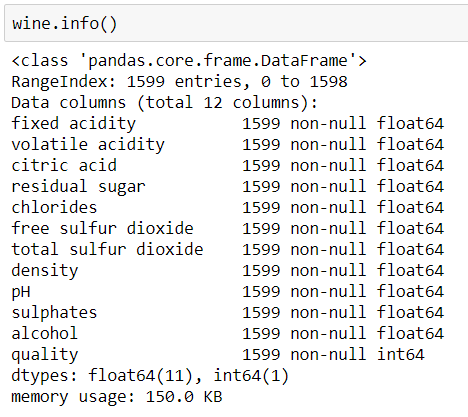 wine.info()
<class 'pandas.core.frame.DataFrame'>
RangeIndex: 1599 entries, 0 to 1598
Data columns (total 12 columns):
fixed acidity           1599 non-null float64
volatile acidity        1599 non-null float64
citric acid             1599 non-null float64
residual sugar          1599 non-null float64
chlorides               1599 non-null float64
free sulfur dioxide     1599 non-null float64
total sulfur dioxide    1599 non-null float64
density                 1599 non-null float64
pH                      1599 non-null float64
sulphates               1599 non-null float64
alcohol                 1599 non-null float64
quality                 1599 non-null int64
dtypes: float64(11), int64(1)
memory usage: 150.0 KB